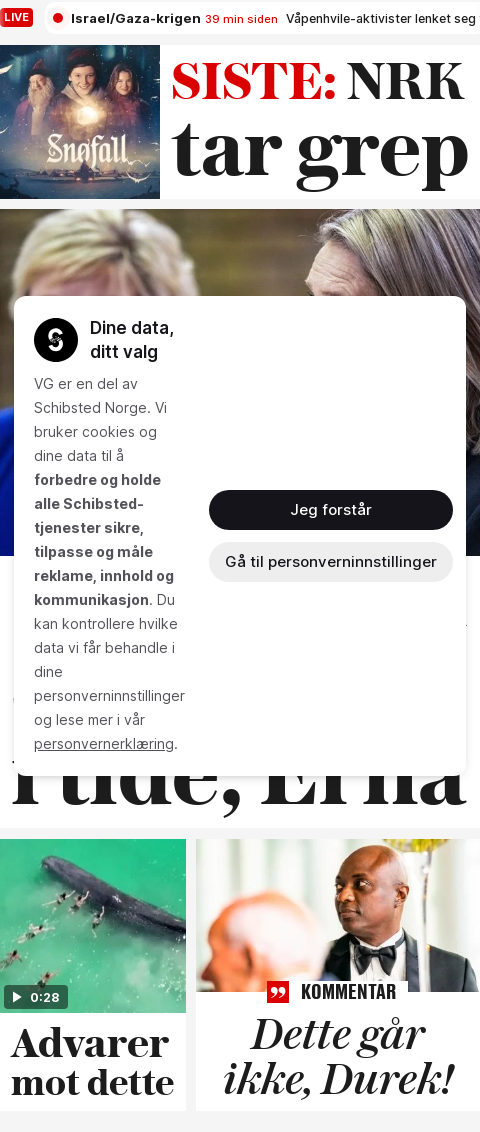 LIVE
Israel/Gaza-krigen 39 min siden Våpenhvile-aktivister lenket seg
SISTE: NRK
tar grep
Snøfall
Dine data,
ditt valg
VG er en del av
Schibsted Norge. Vi
bruker cookies og
dine data til å
forbedre og holde
alle Schibsted-
tjenester sikre,
tilpasse og måle
reklame, innhold og
kommunikasjon. Du
kan kontrollere hvilke
data vi får behandle i
dine
personverninnstillinger
og lese mer i vår
personvernerklæring.
Jeg forstår
Gå til personverninnstillinger
Erna
0:28
Advarer
mot dette
KOMMENTAR
Dette går
ikke, Durek!